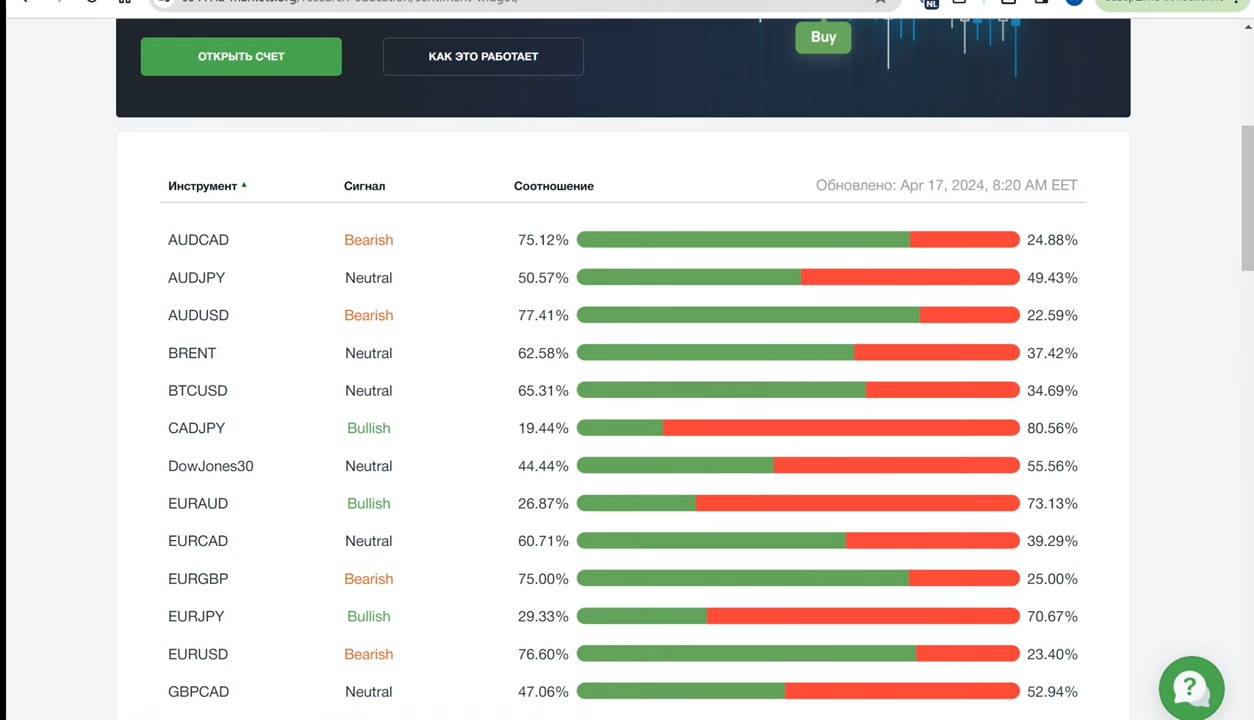 NL
ОТКРЫТЬ СЧЕТ КАК ЭТО РАБОТАЕТ Buy
Инструмент Сигнал Соотношение Обновлено: Apr 17, 2024, 8:20 AM EET
AUDCAD Bearish 75.12% 24.88%
AUDJPY Neutral 50.57% 49.43%
AUDUSD Bearish 77.41% 22.59%
BRENT Neutral 62.58% 37.42%
BTCUSD Neutral 65.31% 34.69%
CADJPY Bullish 19.44% 80.56%
DowJones30 Neutral 44.44% 55.56%
EURAUD Bullish 26.87% 73.13%
EURCAD Neutral 60.71% 39.29%
EURGBP Bearish 75.00% 25.00%
EURJPY Bullish 29.33% 70.67%
EURUSD Bearish 76.60% 23.40%
GBPCAD Neutral 47.06% 52.94%
?